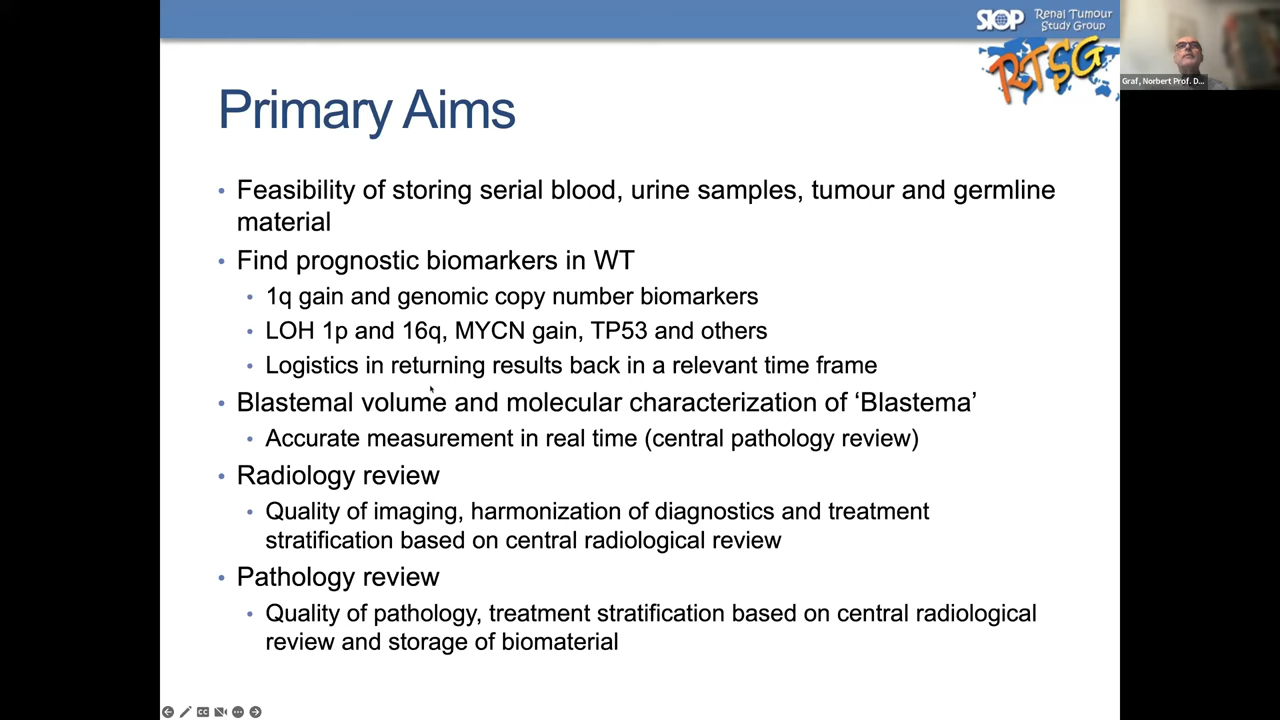 SIOP Renal Tumour
Study Group
RTSG
Graf, Norbert Prof. D...
Primary Aims
• Feasibility of storing serial blood, urine samples, tumour and germline
material
• Find prognostic biomarkers in WT
• 1q gain and genomic copy number biomarkers
• LOH 1p and 16q, MYCN gain, TP53 and others
• Logistics in returning results back in a relevant time frame
• Blastemal volume and molecular characterization of ‘Blastema’
• Accurate measurement in real time (central pathology review)
• Radiology review
• Quality of imaging, harmonization of diagnostics and treatment
stratification based on central radiological review
• Pathology review
• Quality of pathology, treatment stratification based on central radiological
review and storage of biomaterial
CC